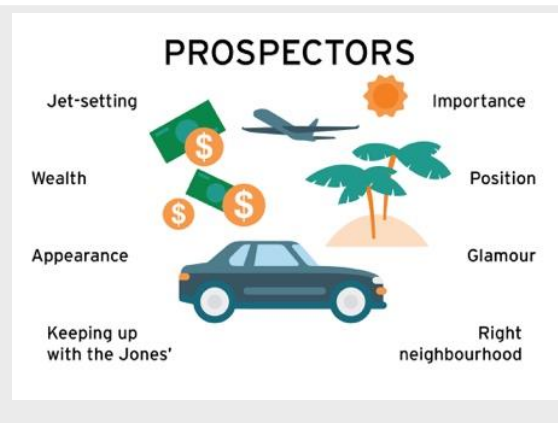 PROSPECTORS
Jet-setting
Importance
$
Wealth
Position
$
$
Appearance
Glamour
Keeping up
with the Jones'
Right
neighbourhood